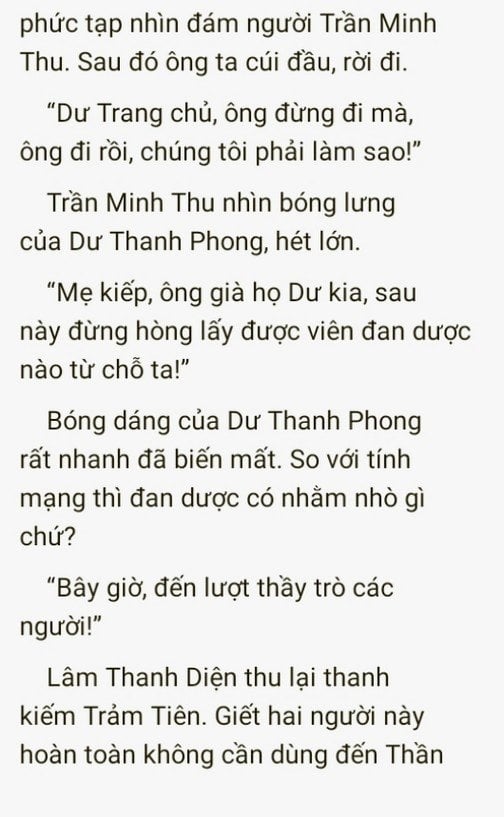 phức tạp nhìn đám người Trần Minh
Thu. Sau đó ông ta cúi đầu, rời đi.
“Dư Trang chủ, ông đừng đi mà,
ông đi rồi, chúng tôi phải làm sao!”
Trần Minh Thu nhìn bóng lưng
của Dư Thanh Phong, hét lớn.
“Mẹ kiếp, ông già họ Dư kia, sau
này đừng hòng lấy được viên đan dược
nào từ chỗ ta!”
Bóng dáng của Dư Thanh Phong
rất nhanh đã biến mất. So với tính
mạng thì đan dược có nhằm nhò gì
chứ?
“Bây giờ, đến lượt thầy trò các
người!”
Lâm Thanh Diện thu lại thanh
kiếm Trảm Tiên. Giết hai người này
hoàn toàn không cần dùng đến Thần